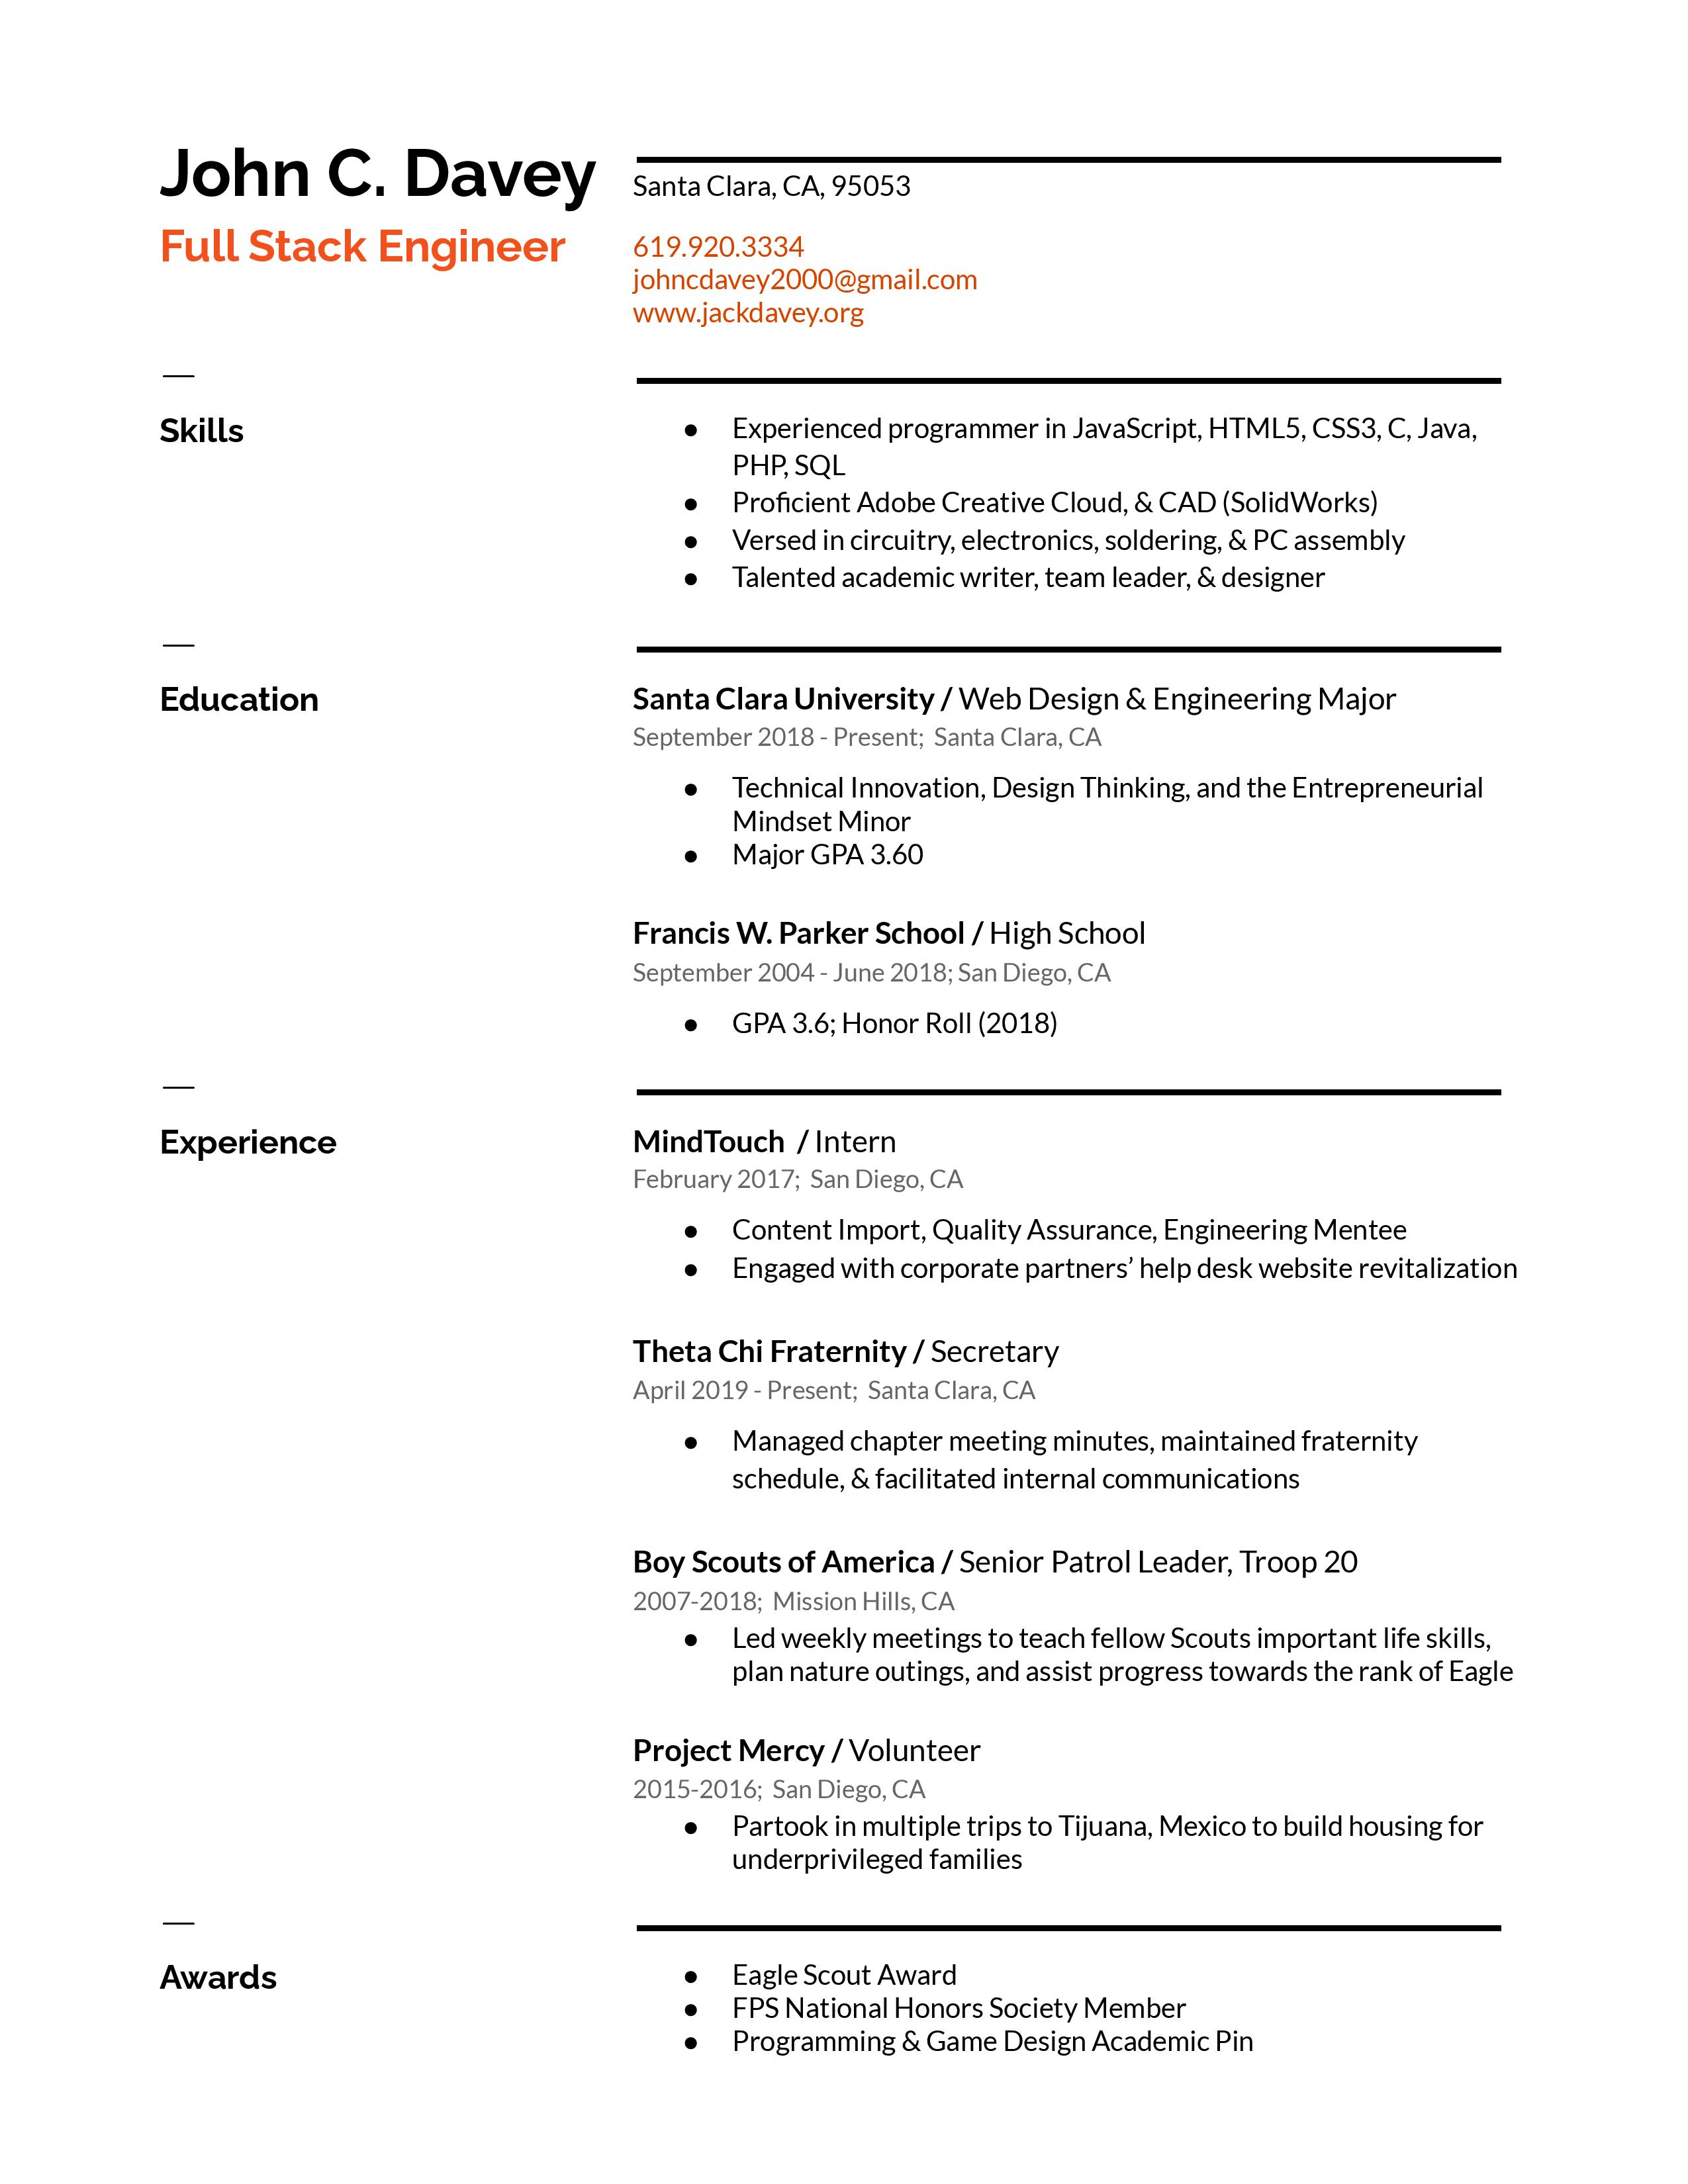 John C. Davey
Full Stack Engineer
Santa Clara, CA, 95053
619.920.3334
johncdavey2000@gmail.com
www.jackdavey.org
—
Skills
● Experienced programmer in JavaScript, HTML5, CSS3, C, Java,
PHP, SQL
● Proficient Adobe Creative Cloud, & CAD (SolidWorks)
● Versed in circuitry, electronics, soldering, & PC assembly
● Talented academic writer, team leader, & designer
—
Education
Santa Clara University / Web Design & Engineering Major
September 2018 - Present;  Santa Clara, CA
● Technical Innovation, Design Thinking, and the Entrepreneurial
Mindset Minor
● Major GPA 3.60
Francis W. Parker School / High School
September 2004 - June 2018; San Diego, CA
● GPA 3.6; Honor Roll (2018)
—
Experience
MindTouch  / Intern
February 2017;  San Diego, CA
● Content Import, Quality Assurance, Engineering Mentee
● Engaged with corporate partners’ help desk website revitalization
Theta Chi Fraternity / Secretary
April 2019 - Present;  Santa Clara, CA
● Managed chapter meeting minutes, maintained fraternity
schedule, & facilitated internal communications
Boy Scouts of America / Senior Patrol Leader, Troop 20
2007-2018;  Mission Hills, CA
● Led weekly meetings to teach fellow Scouts important life skills,
plan nature outings, and assist progress towards the rank of Eagle
Project Mercy / Volunteer
2015-2016;  San Diego, CA
● Partook in multiple trips to Tijuana, Mexico to build housing for
underprivileged families
—
Awards
● Eagle Scout Award
● FPS National Honors Society Member
● Programming & Game Design Academic Pin